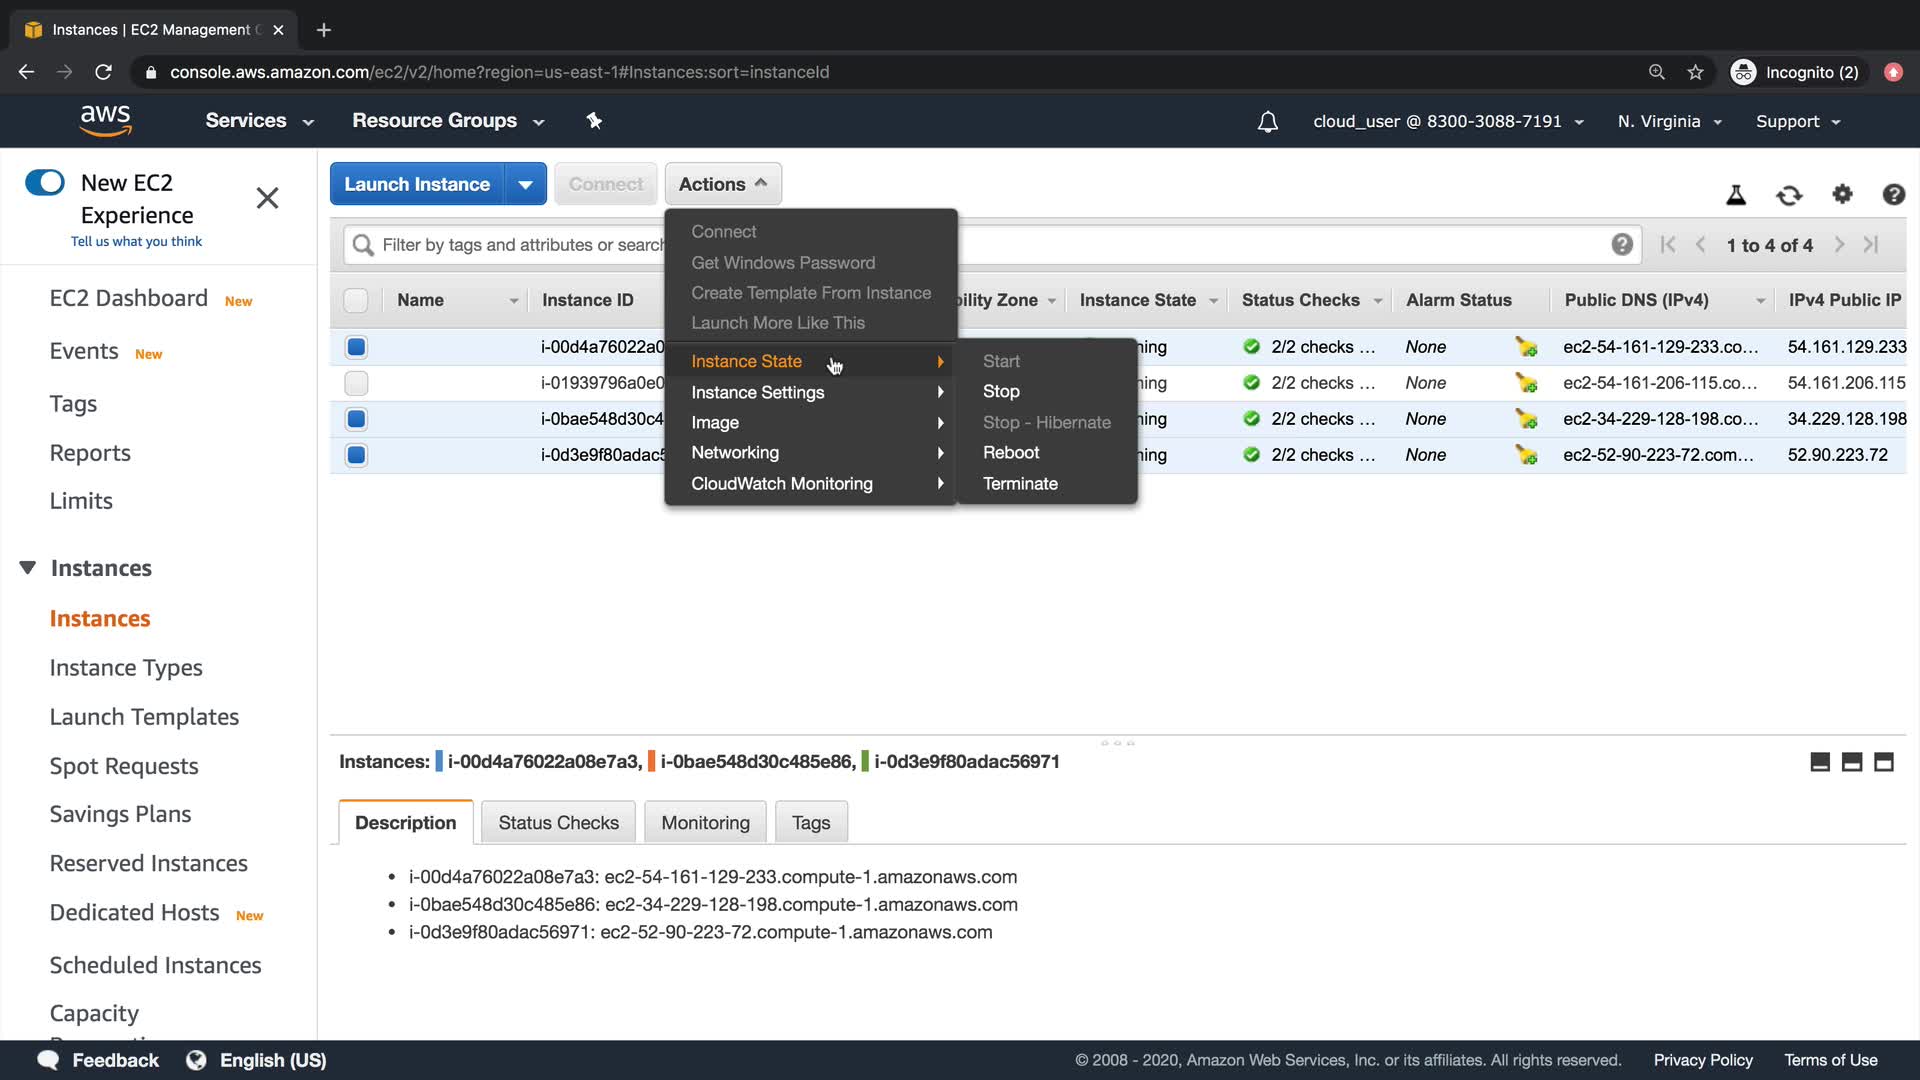 Instances | EC2 Management C
console.aws.amazon.com/ec2/v2/home?region=us-east-1#Instances:sort=instanceId
Incognito (2)
aws
Services
Resource Groups
cloud_user @ 8300-3088-7191
N. Virginia
Support
New EC2
Experience
Tell us what you think
EC2 Dashboard New
Events New
Tags
Reports
Limits
Instances
Instances
Instance Types
Launch Templates
Spot Requests
Savings Plans
Reserved Instances
Dedicated Hosts New
Scheduled Instances
Capacity
Launch Instance
Connect
Actions
Filter by tags and attributes or search
1 to 4 of 4
Name Instance ID bility Zone Instance State Status Checks Alarm Status Public DNS (IPv4) IPv4 Public IP
i-00d4a76022a0 ning 2/2 checks ... None ec2-54-161-129-233.co... 54.161.129.233
i-01939796a0e0 ning 2/2 checks ... None ec2-54-161-206-115.co... 54.161.206.115
i-0bae548d30c4 ning 2/2 checks ... None ec2-34-229-128-198.co... 34.229.128.198
i-0d3e9f80adac5 ning 2/2 checks ... None ec2-52-90-223-72.com... 52.90.223.72
Connect
Get Windows Password
Create Template From Instance
Launch More Like This
Instance State
Instance Settings
Image
Networking
CloudWatch Monitoring
Start
Stop
Stop - Hibernate
Reboot
Terminate
Instances: i-00d4a76022a08e7a3, i-0bae548d30c485e86, i-0d3e9f80adac56971
Description
Status Checks
Monitoring
Tags
• i-00d4a76022a08e7a3: ec2-54-161-129-233.compute-1.amazonaws.com
• i-0bae548d30c485e86: ec2-34-229-128-198.compute-1.amazonaws.com
• i-0d3e9f80adac56971: ec2-52-90-223-72.compute-1.amazonaws.com
Feedback
English (US)
© 2008 - 2020, Amazon Web Services, Inc. or its affiliates. All rights reserved.
Privacy Policy
Terms of Use